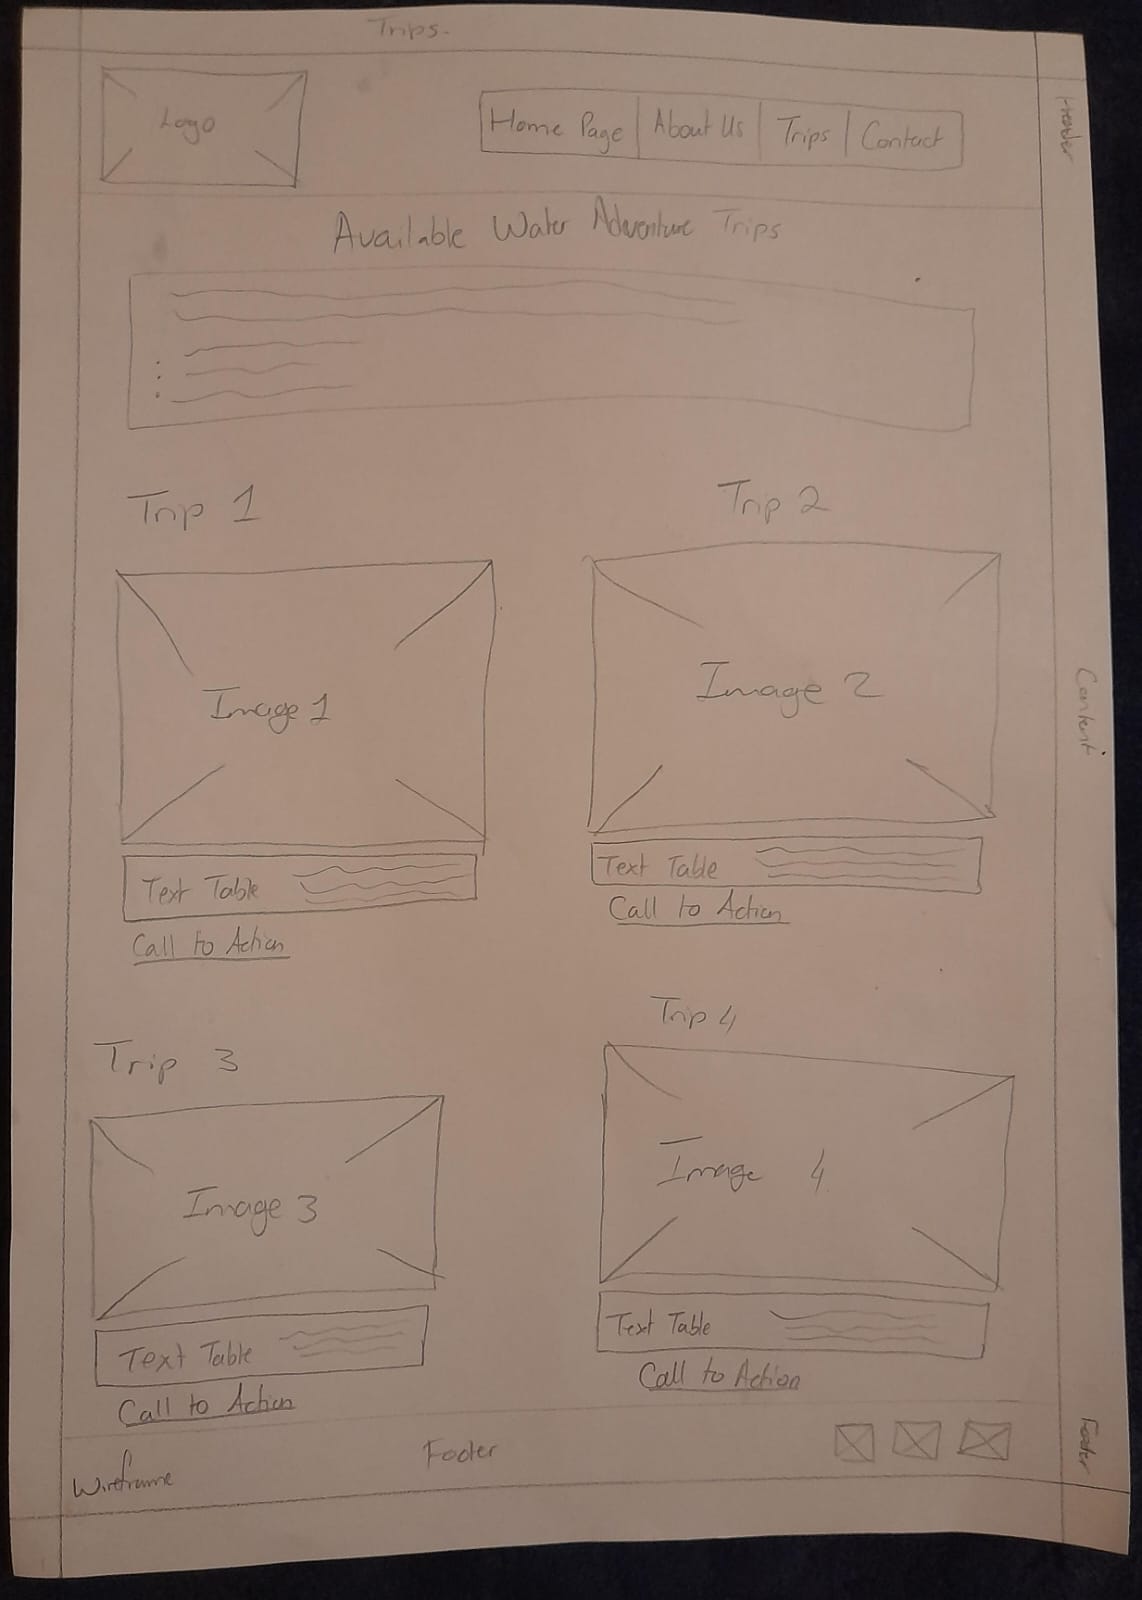 Trips.
Logo
Home Page About Us Trips Contact
Header
Available Water Adventure Trips
Trip 1
Trip 2
Image 1
Image 2
Content
Text Table
Call to Action
Text Table
Call to Action
Trip 3
Trip 4
Image 3
Image 4
Text Table
Call to Action
Text Table
Call to Action
Wireframe
Footer
Footer